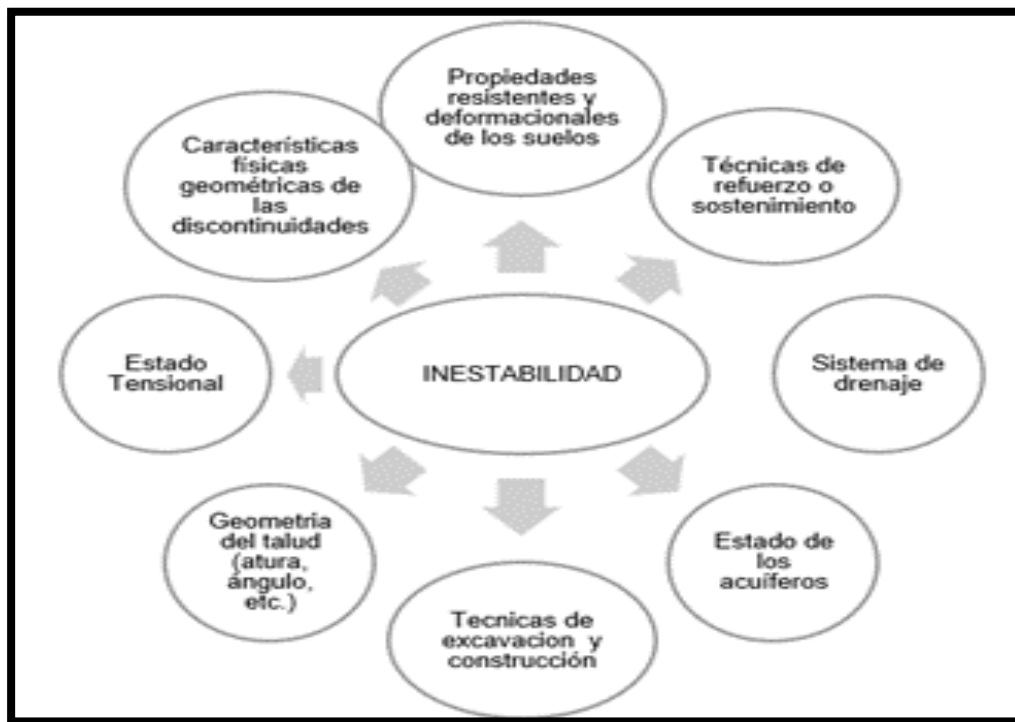 Propiedades
resistentes y
deformacionales
de los suelos
Características
físicas
geométricas de
las
discontinuidades
Técnicas de
refuerzo o
sostenimiento
Estado
Tensional
INESTABILIDAD
Sistema de
drenaje
Geometria
del talud
(atura,
ángulo,
etc.)
Estado de
los
acuíferos
Tecnicas de
excavacion y
construcción